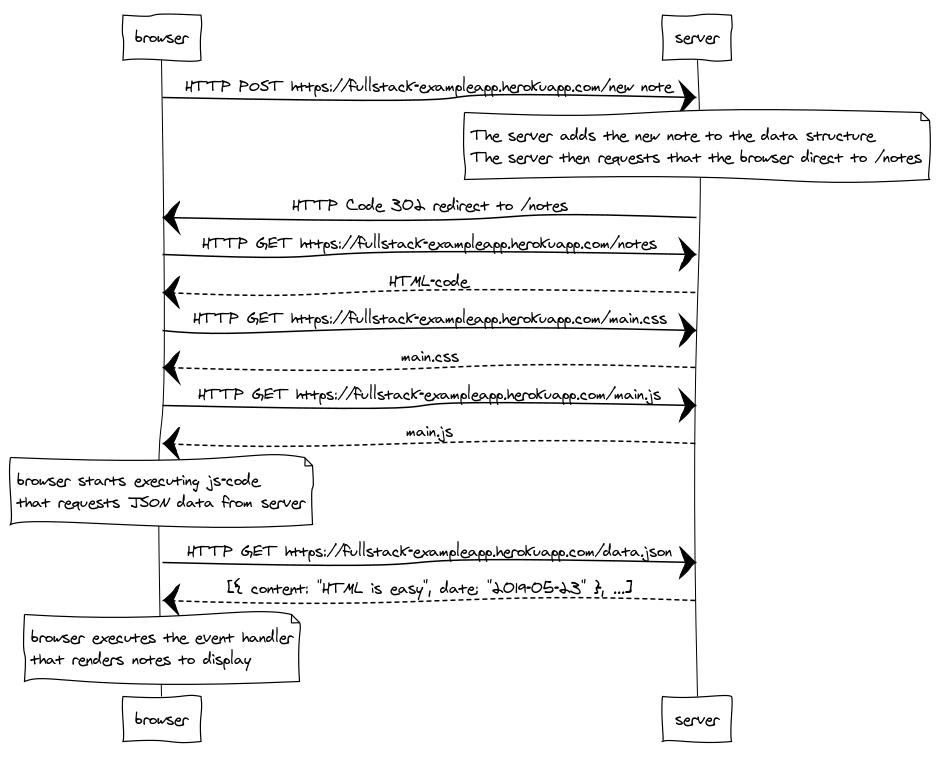 browser
server
HTTP POST https://fullstack-exampleapp.herokuapp.com/new note
The server adds the new note to the data structure
The server then requests that the browser direct to /notes
HTTP Code 302 redirect to /notes
HTTP GET https://fullstack-exampleapp.herokuapp.com/notes
HTML-code
HTTP GET https://fullstack-exampleapp.herokuapp.com/main.css
main.css
HTTP GET https://fullstack-exampleapp.herokuapp.com/main.js
main.js
browser starts executing js-code
that requests JSON data from server
HTTP GET https://fullstack-exampleapp.herokuapp.com/data.json
[{ content: "HTML is easy", date: "2019-05-23" }, ...]
browser executes the event handler
that renders notes to display
browser
server